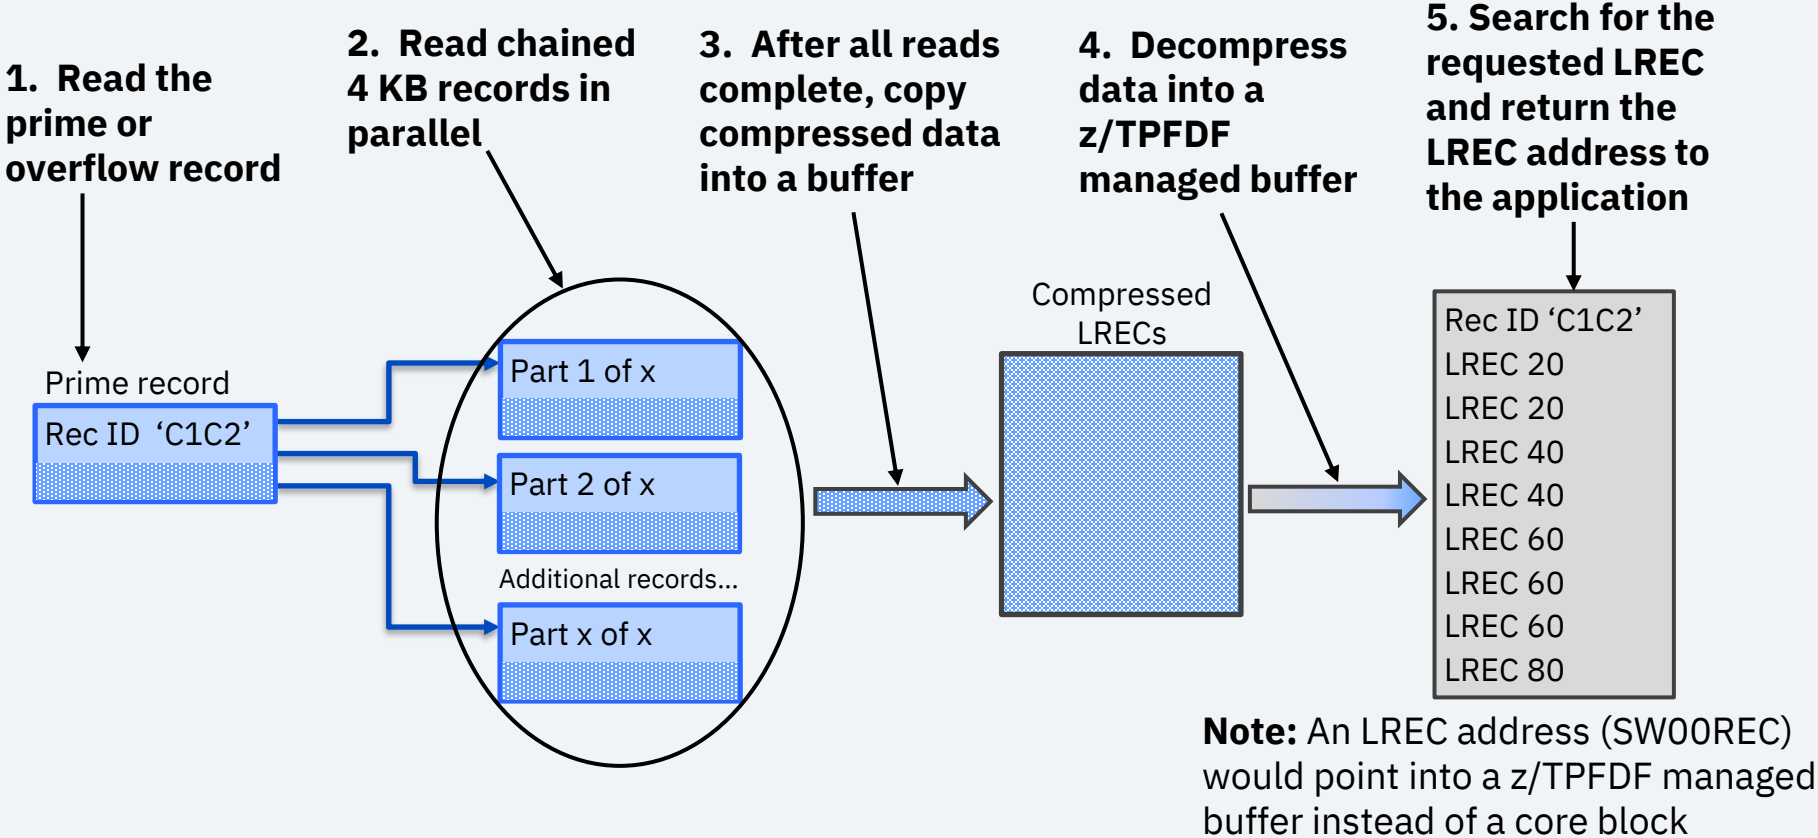 1. Read the
prime or
overflow record
2. Read chained
4 KB records in
parallel
3. After all reads
complete, copy
compressed data
into a buffer
4. Decompress
data into a
z/TPFDF
managed buffer
5. Search for the
requested LREC
and return the
LREC address to
the application
Prime record
Rec ID ‘C1C2’
Part 1 of x
Part 2 of x
Additional records...
Part x of x
Compressed
LRECs
Rec ID ‘C1C2’
LREC 20
LREC 20
LREC 40
LREC 40
LREC 60
LREC 60
LREC 60
LREC 80
Note: An LREC address (SW00REC)
would point into a z/TPFDF managed
buffer instead of a core block